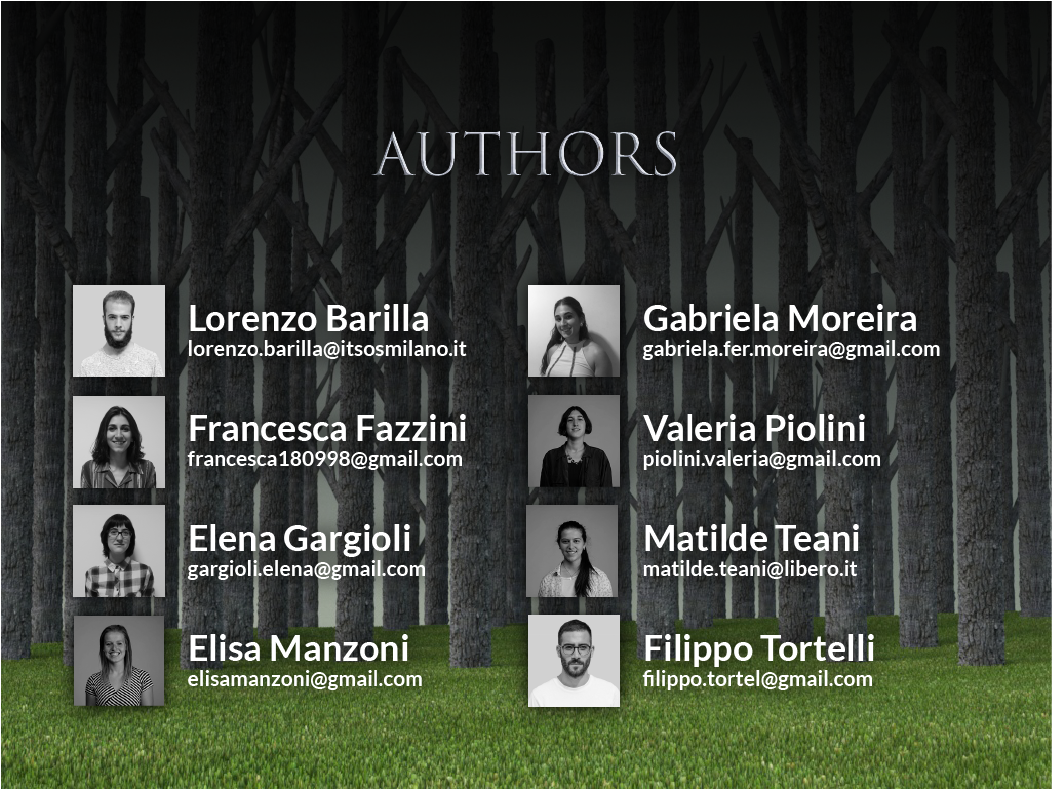 AUTHORS
Lorenzo Barilla
lorenzo.barilla@itsosmilano.it
Francesca Fazzini
francesca180998@gmail.com
Elena Gargioli
gargioli.elena@gmail.com
Elisa Manzoni
elisamanzoni@gmail.com
Gabriela Moreira
gabriela.fer.moreira@gmail.com
Valeria Piolini
piolini.valeria@gmail.com
Matilde Teani
matilde.teani@libero.it
Filippo Tortelli
filippo.tortel@gmail.com